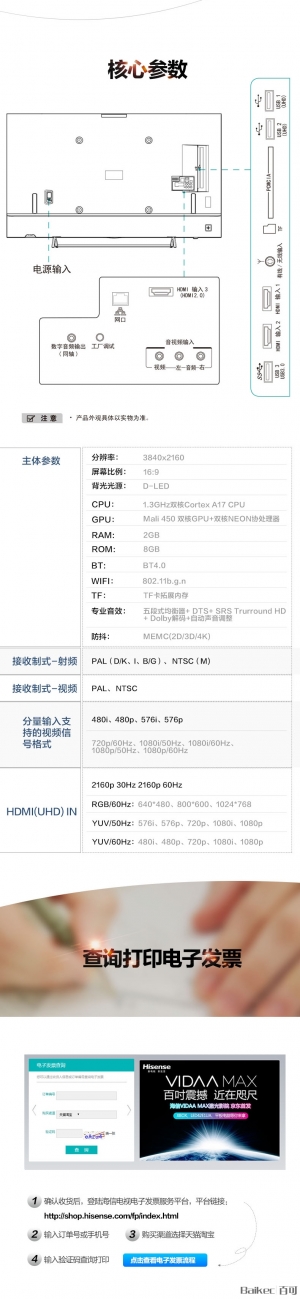 核心参数
USB 1
(UHD)
USB 2
(UHD)
PCMCIA
TF
有线/天线输入
HDMI 输入1
HDMI 输入2
USB 3
USB3.0
电源输入
HDMI 输入3
(HDMI2.0)
网口
数字音频输出
(同轴)
工厂调试
音视频输入
视频 左-音频-右
注意 · 产品外观具体以实物为准。
主体参数
分辨率: 3840x2160
屏幕比例: 16:9
背光光源: D-LED
CPU: 1.3GHz双核Cortex A17 CPU
GPU: Mali 450 双核GPU+双核NEON协处理器
RAM: 2GB
ROM: 8GB
BT: BT4.0
WIFI: 802.11b.g.n
TF: TF卡拓展内存
专业音效: 五段式均衡器+ DTS+ SRS Trurround HD
+ Dolby解码+自动声音调整
防抖: MEMC(2D/3D/4K)
接收制式-射频 PAL (D/K、I、B/G) 、NTSC (M)
接收制式-视频 PAL、NTSC
分量输入支
持的视频信
号格式
480i、480p、576i、576p
720p/60Hz、1080i/50Hz、1080i/60Hz、
1080p/50Hz、1080p/60Hz
HDMI(UHD) IN
2160p 30Hz 2160p 60Hz
RGB/60Hz: 640*480、800*600、1024*768
YUV/50Hz: 576i、576p、720p、1080i、1080p
YUV/60Hz: 480i、480p、720p、1080i、1080p
查询打印电子发票
电子发票查询
Hisense
VIDAA MAX
百吋震撼 近在咫尺
海信VIDAA MAX激光影院 京东首发
1 确认收货后，登陆海信电视电子发票服务平台，平台链接:
http://shop.hisense.com/fp/index.html
2 输入订单号或手机号 3 购买渠道选择天猫淘宝
4 输入验证码查询打印 点击查看电子发票流程
Baikec 百可